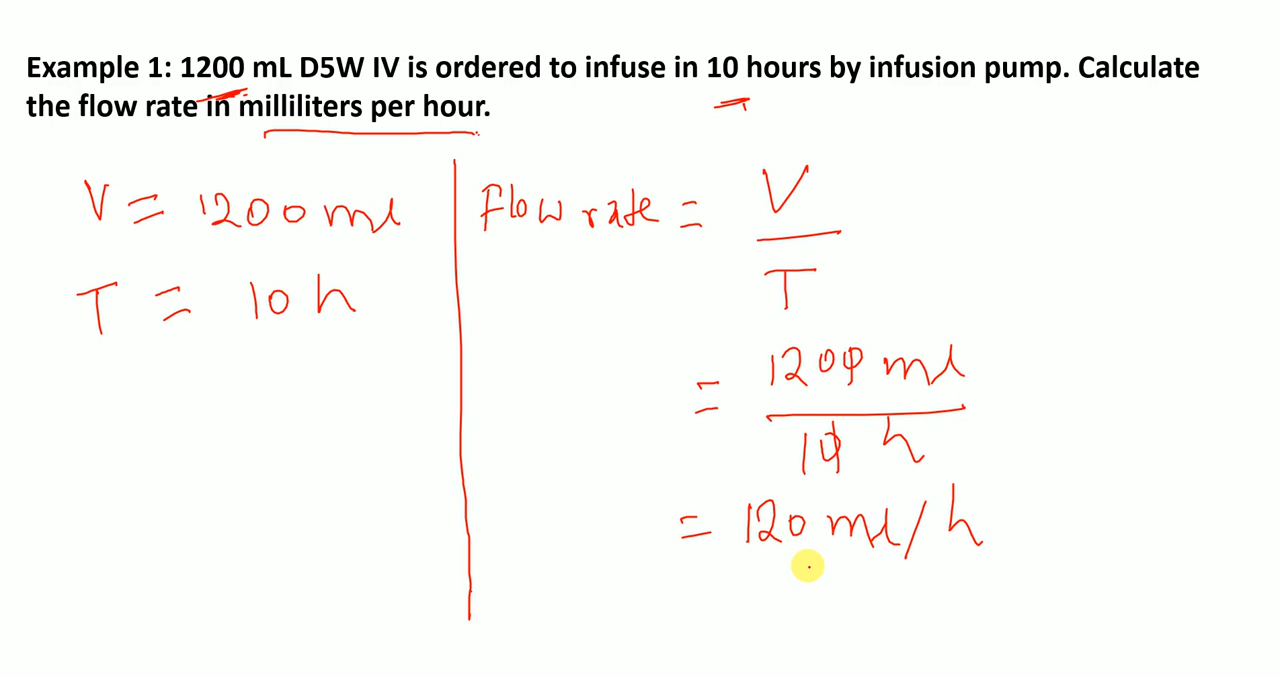 Example 1: 1200 mL D5W IV is ordered to infuse in 10 hours by infusion pump. Calculate
the flow rate in milliliters per hour.
V = 1200 ml
T = 10 h
Flow rate = V
T
= 1200 ml
10 h
= 120 ml/h